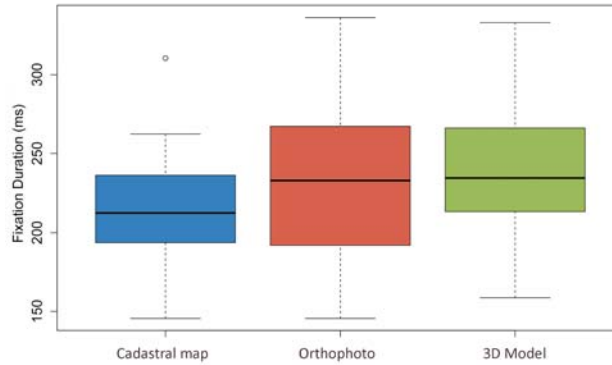 Fixation Duration (ms)
300
250
200
150
Cadastral map
Orthophoto
3D Model